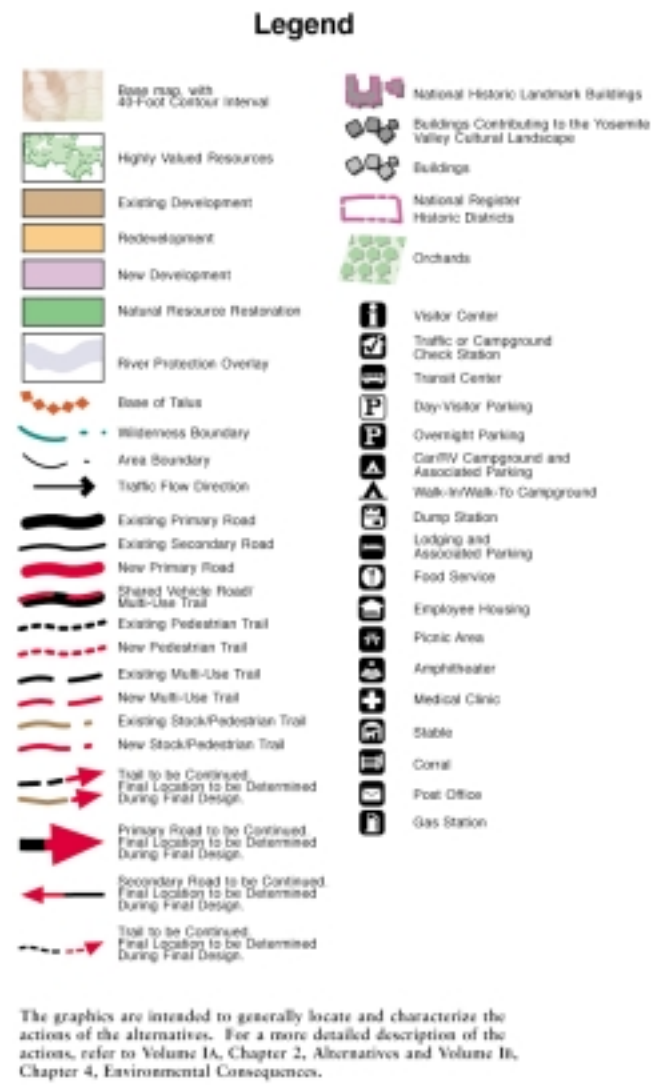 Legend
Base map, with
40-Foot Contour Interval
Highly Valued Resources
Existing Development
Redevelopment
New Development
Natural Resource Restoration
River Protection Overlay
Base of Talus
Wilderness Boundary
Area Boundary
Traffic Flow Direction
Existing Primary Road
Existing Secondary Road
New Primary Road
Shared Vehicle Road/
Multi-Use Trail
Existing Pedestrian Trail
New Pedestrian Trail
Existing Multi-Use Trail
New Multi-Use Trail
Existing Stock/Pedestrian Trail
New Stock/Pedestrian Trail
Trail to be Continued.
Final Location to be Determined
During Final Design.
Primary Road to be Continued.
Final Location to be Determined
During Final Design.
Secondary Road to be Continued.
Final Location to be Determined
During Final Design.
Trail to be Continued.
Final Location to be Determined
During Final Design.
National Historic Landmark Buildings
Buildings Contributing to the Yosemite
Valley Cultural Landscape
Buildings
National Register
Historic Districts
Orchards
Visitor Center
Traffic or Campground
Check Station
Transit Center
P Day-Visitor Parking
P Overnight Parking
Car/RV Campground and
Associated Parking
Walk-In/Walk-To Campground
Dump Station
Lodging and
Associated Parking
Food Service
Employee Housing
Picnic Area
Amphitheater
Medical Clinic
Stable
Corral
Post Office
Gas Station
The graphics are intended to generally locate and characterize the
actions of the alternatives. For a more detailed description of the
actions, refer to Volume IA, Chapter 2, Alternatives and Volume IB,
Chapter 4, Environmental Consequences.